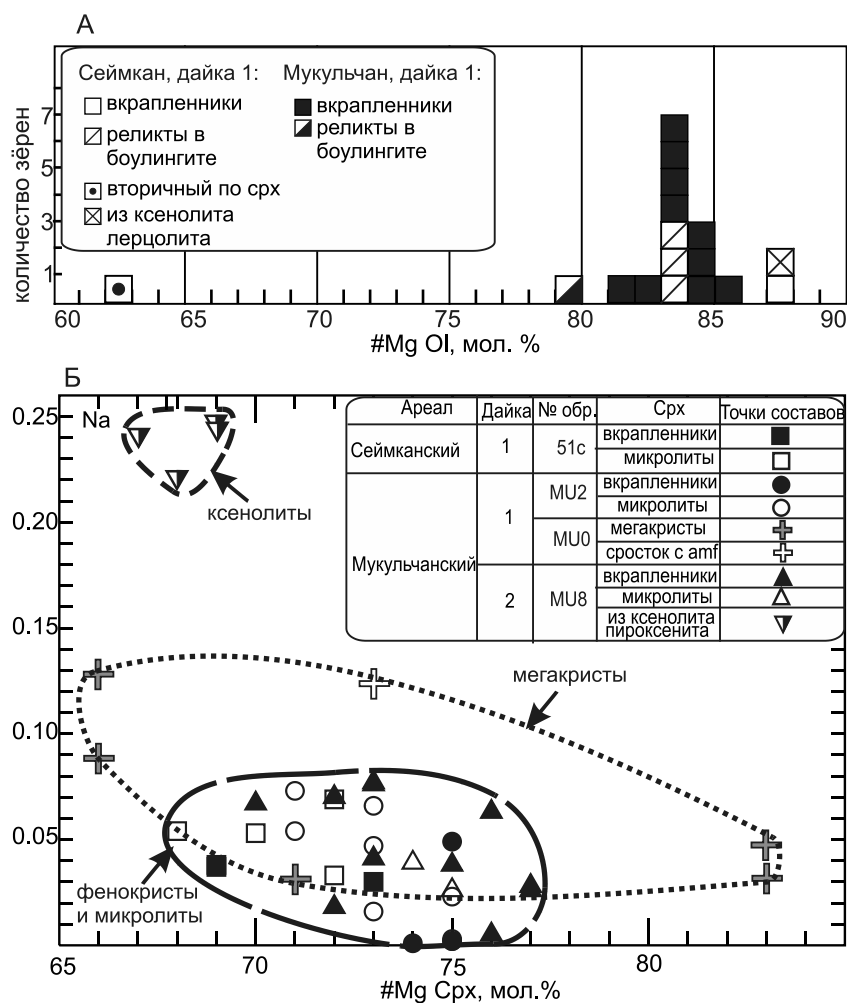 А
Сеймкан, дайка 1:
вкрапленники
реликты в
боулингите
вторичный по cpx
из ксенолита
лерцолита
Мукульчан, дайка 1:
вкрапленники
реликты в
боулингите
количество зёрен
7
5
3
1
60 65 70 75 80 85 90
#Mg Ol, мол. %
Б
Na
0.25
0.20
0.15
0.10
0.05
Ареал Дайка № обр. Cpx Точки составов
Сеймканский 1 51c вкрапленники
микролиты
Мукульчанский 1 MU2 вкрапленники
микролиты
MU0 мегакристы
сросток с amf
2 MU8 вкрапленники
микролиты
из ксенолита
пироксенита
ксенолиты
мегакристы
фенокристы
и микролиты
65 70 75 80
#Mg Cpx, мол.%